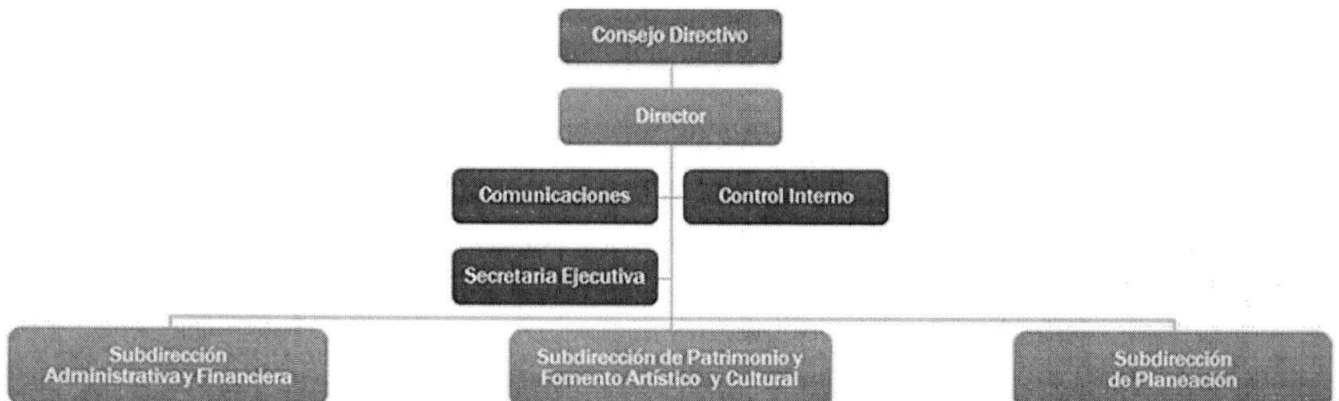 Consejo Directivo
Director
Comunicaciones
Control Interno
Secretaria Ejecutiva
Subdirección
Administrativa y Financiera
Subdirección de Patrimonio y
Fomento Artístico y Cultural
Subdirección
de Planeación